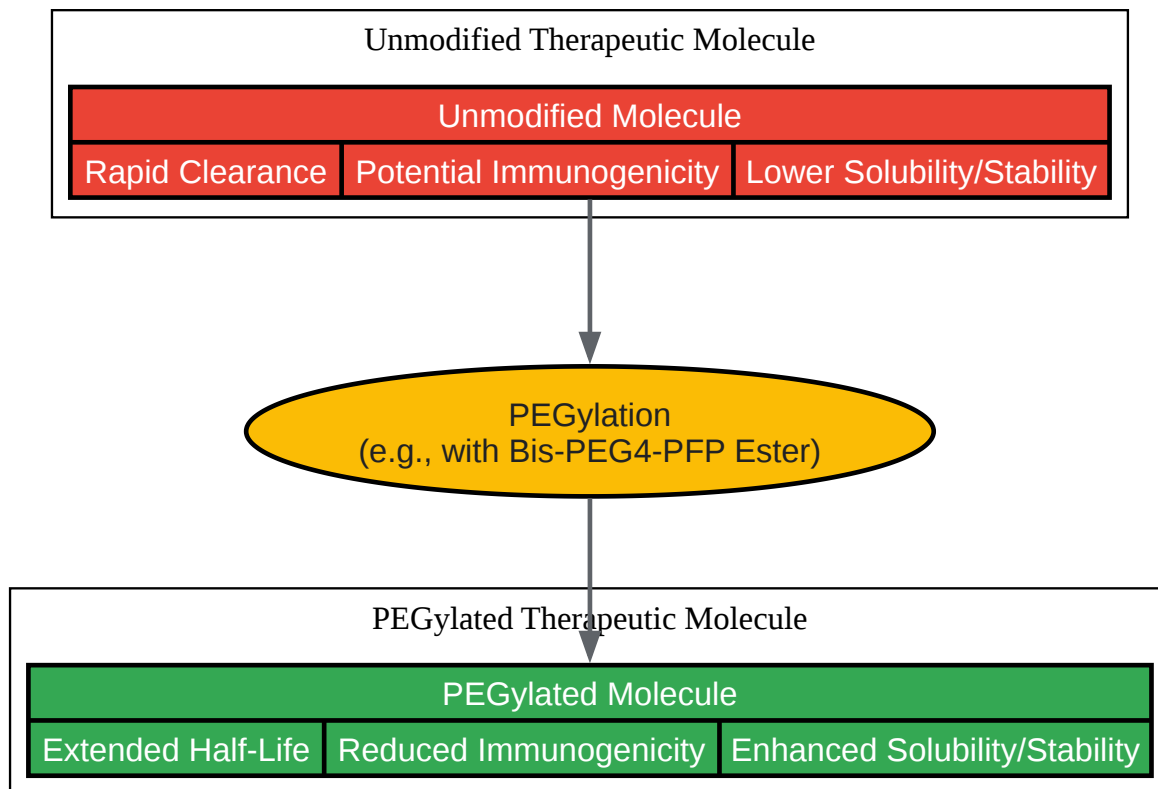 Unmodified Therapeutic Molecule
Unmodified Molecule
Rapid Clearance
Potential Immunogenicity
Lower Solubility/Stability
PEGylation
(e.g., with Bis-PEG4-PFP Ester)
PEGylated Therapeutic Molecule
PEGylated Molecule
Extended Half-Life
Reduced Immunogenicity
Enhanced Solubility/Stability